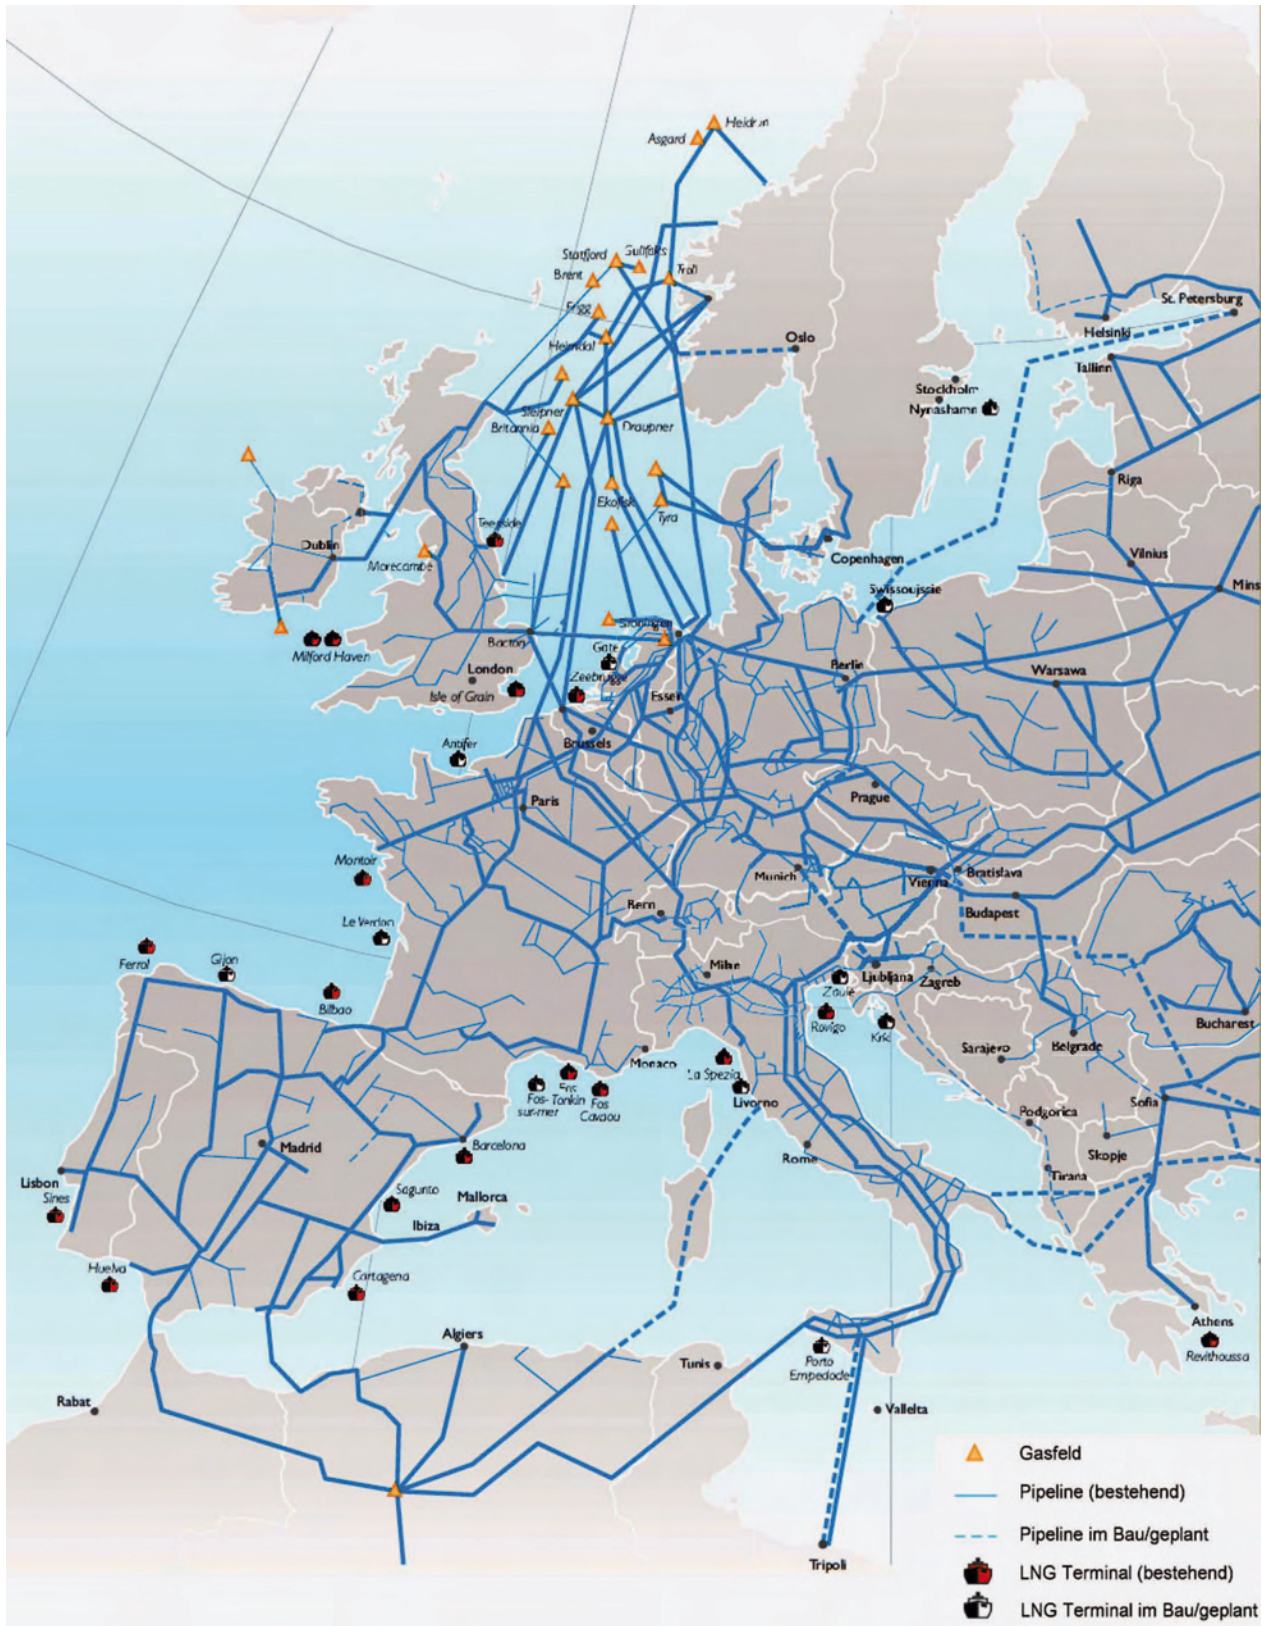 Heidrun
Asgard
Statfjord
Gullfaks
Brent
Troll
Frigg
St. Petersburg
Oslo
Helsinki
Heimdal
Tallinn
Stockholm
Nynashamn
Sleipner
Britannia
Draupner
Riga
Ekofisk
Tyra
Teesside
Dublin
Vilnius
Copenhagen
Morecambe
Swissoujscie
Mins
Groningen
Bacton
Gate
Milford Haven
Berlin
London
Warsawa
Zeebrugge
Isle of Grain
Essen
Antifer
Brussels
Paris
Prague
Montoir
Munich
Vienna
Bratislava
Bern
Budapest
Le Verdon
Ferrol
Gijon
Milan
Ljubljana
Zagreb
Zaule
Bilbao
Rovigo
Krk
Bucharest
Sarajevo
Belgrade
Monaco
La Spezia
Fos-
sur-mer
Fos
Tonkin
Fos
Cavaou
Livorno
Sofia
Podgorica
Madrid
Barcelona
Rome
Skopje
Tirana
Lisbon
Sines
Sagunto
Mallorca
Ibiza
Huelva
Cartagena
Athens
Revithoussa
Algiers
Tunis
Porto
Empedocle
Rabat
Valletta
Tripoli
Gasfeld
Pipeline (bestehend)
Pipeline im Bau/geplant
LNG Terminal (bestehend)
LNG Terminal im Bau/geplant